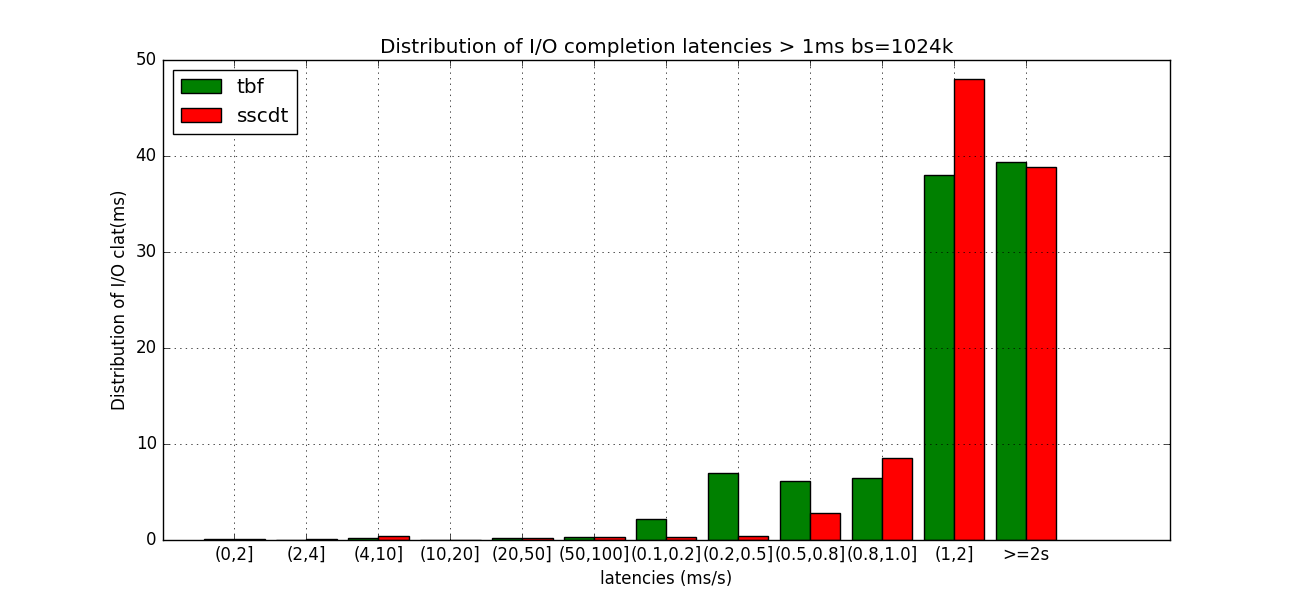 Distribution of I/O completion latencies > 1ms bs=1024k
Distribution of I/O clat(ms)
50
40
30
20
10
0
tbf
sscdt
(0,2] (2,4] (4,10] (10,20] (20,50] (50,100] (0.1,0.2] (0.2,0.5] (0.5,0.8] (0.8,1.0] (1,2] >=2s
latencies (ms/s)